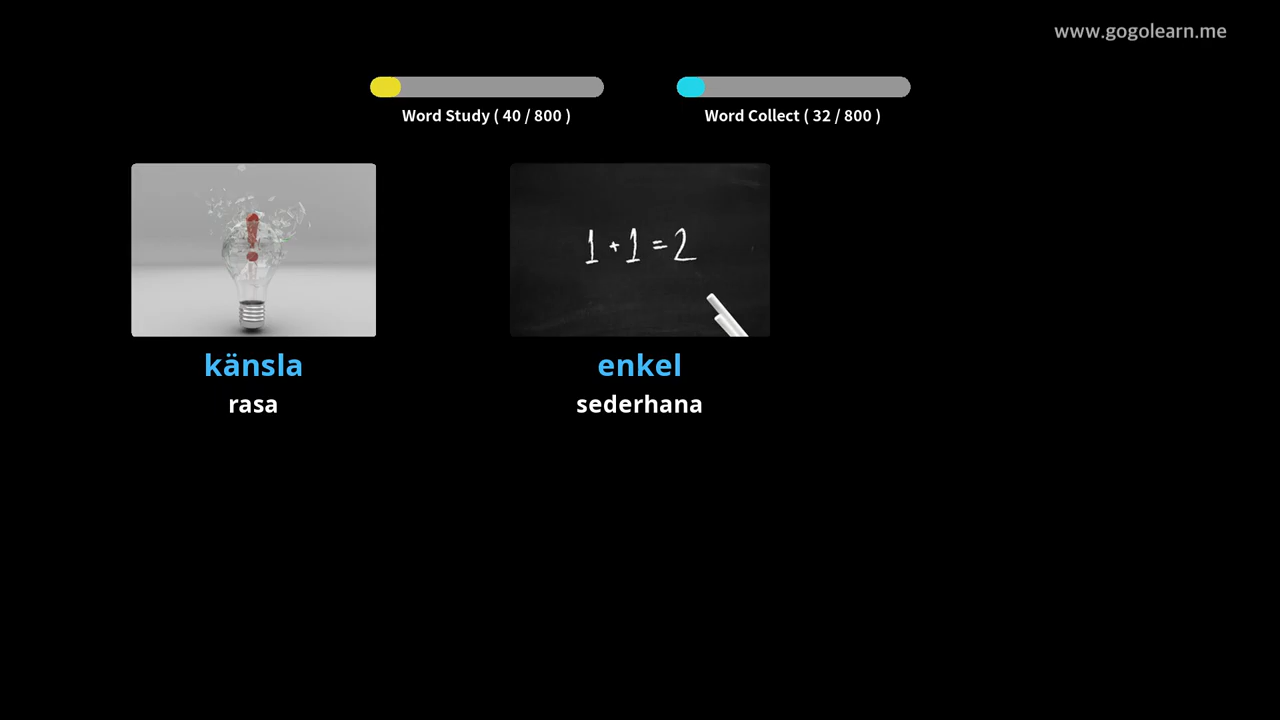 www.gogolearn.me
Word Study ( 40 / 800 )
Word Collect ( 32 / 800 )
1 + 1 = 2
känsla
enkel
rasa
sederhana